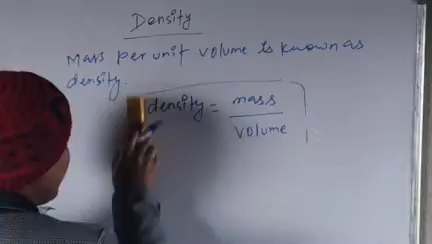 Density
Mass per unit volume is known as
density.
density = mass
volume